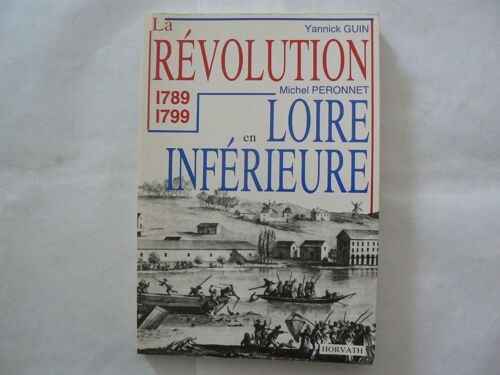 La
Yannick GUIN
RÉVOLUTION
Michel PERONNET
1789
1799
en
LOIRE
INFÉRIEURE
HORVATH